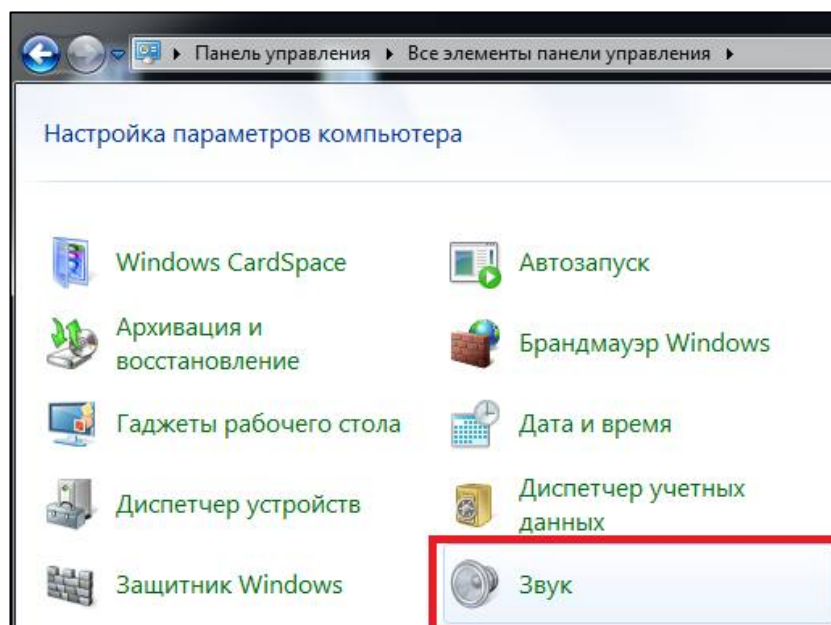 Панель управления Все элементы панели управления
Настройка параметров компьютера
Windows CardSpace
Автозапуск
Архивация и
восстановление
Брандмауэр Windows
Гаджеты рабочего стола
Дата и время
Диспетчер устройств
Диспетчер учетных
данных
Защитник Windows
Звук